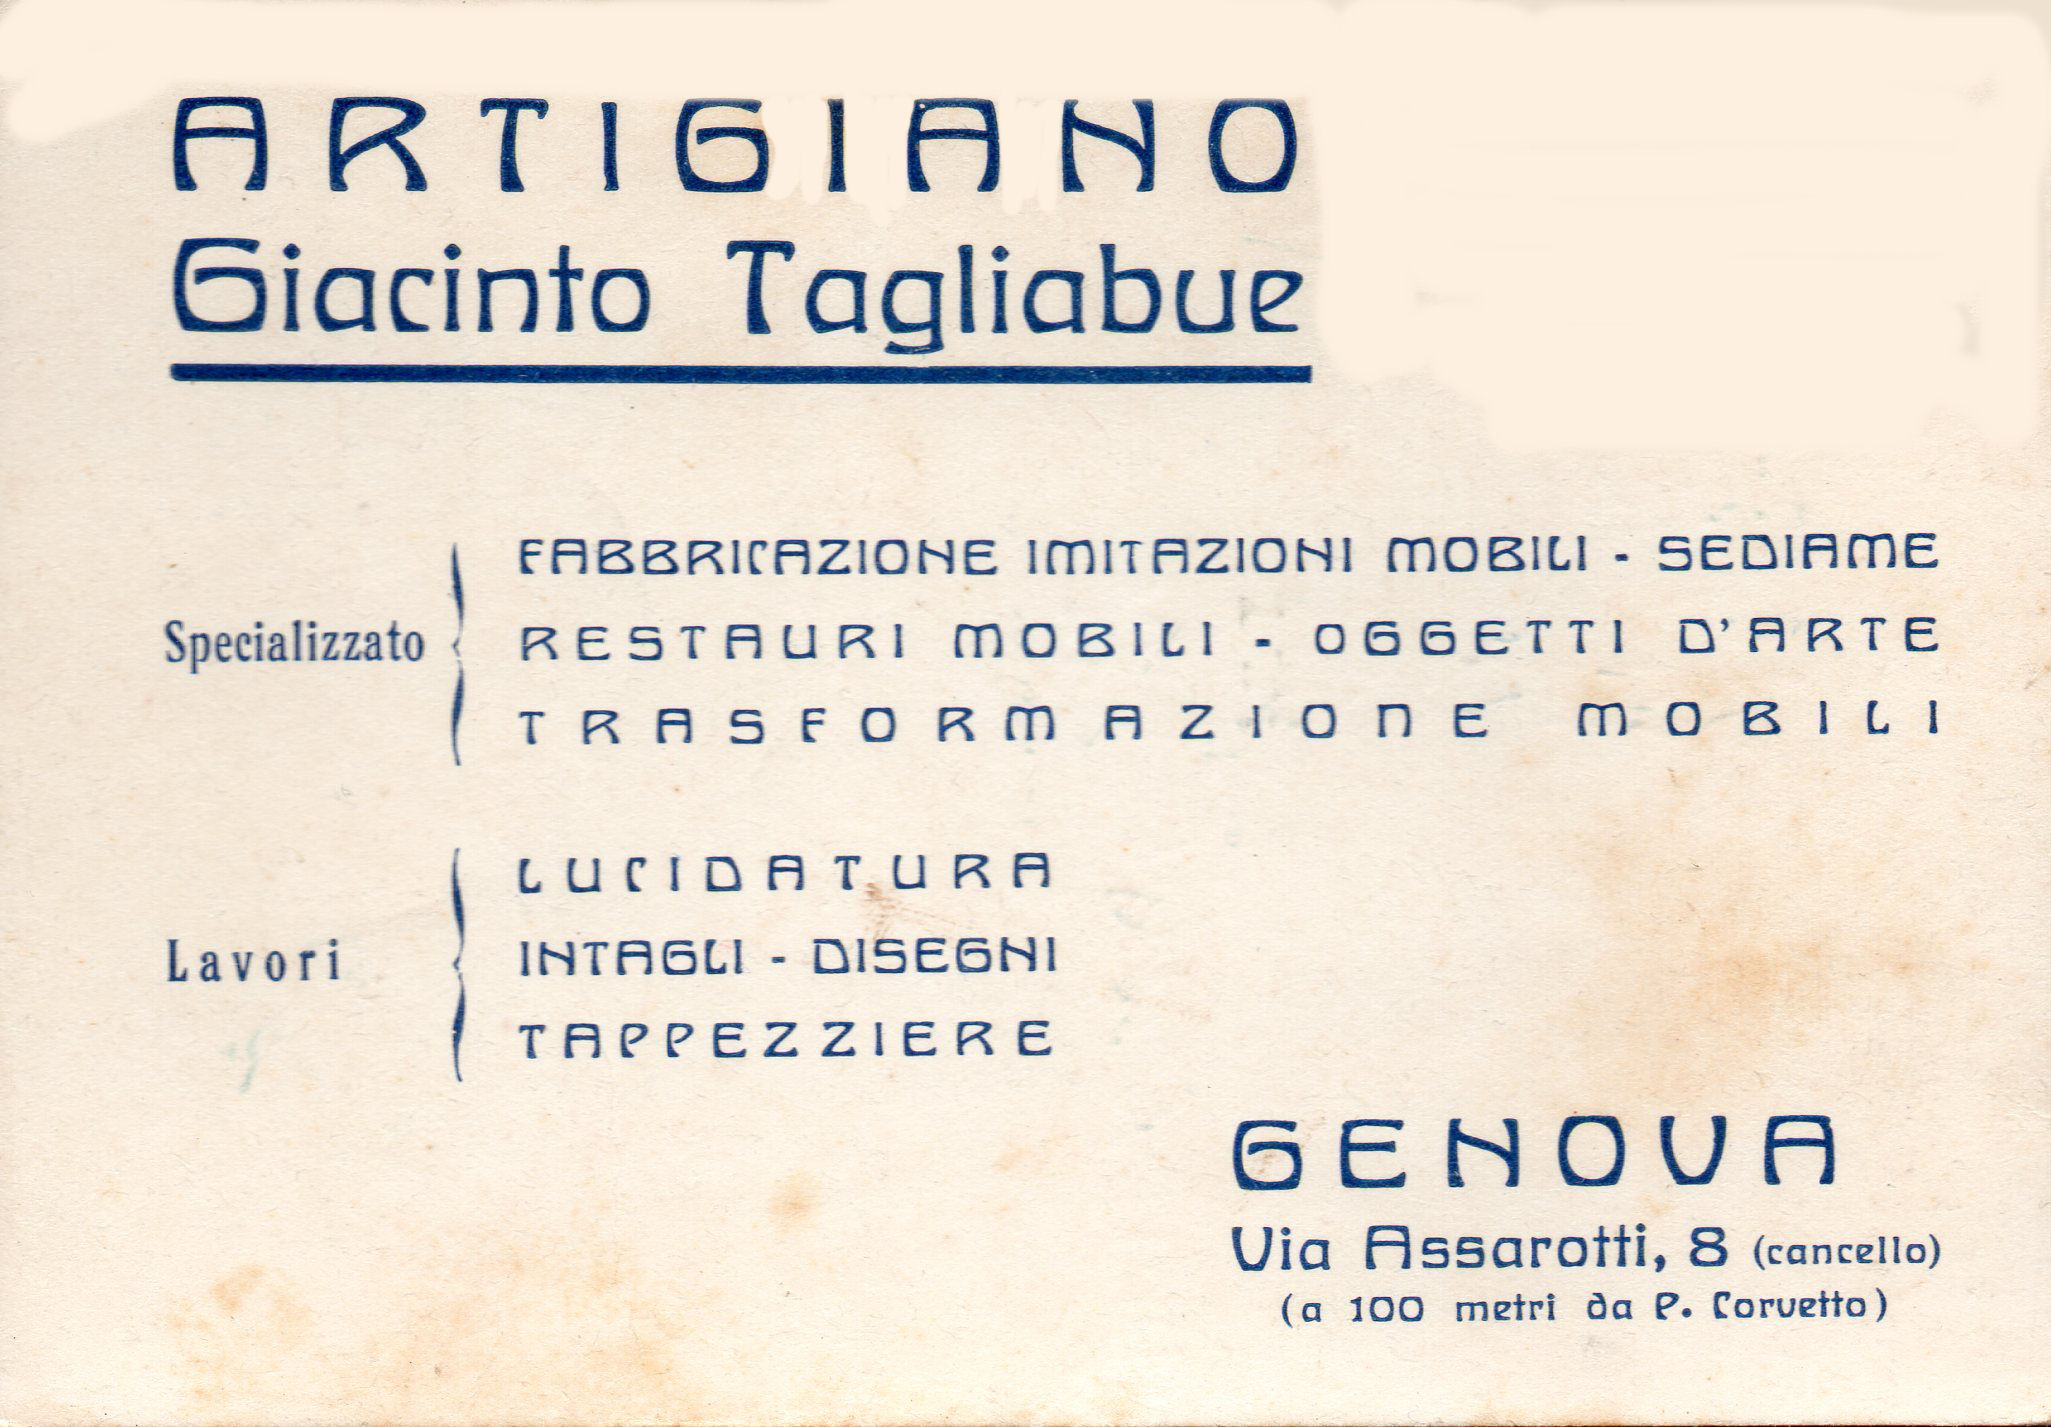 ARTIGIANO
Giacinto Tagliabue
Specializzato
FABBRICAZIONE IMITAZIONI MOBILI - SEDIAME
RESTAURI MOBILI - OGGETTI D'ARTE
TRASFORMAZIONE MOBILI
Lavori
LUCIDATURA
INTAGLI - DISEGNI
TAPPEZZIERE
GENOVA
Via Assarotti, 8 (cancello)
(a 100 metri da P. Corvetto)